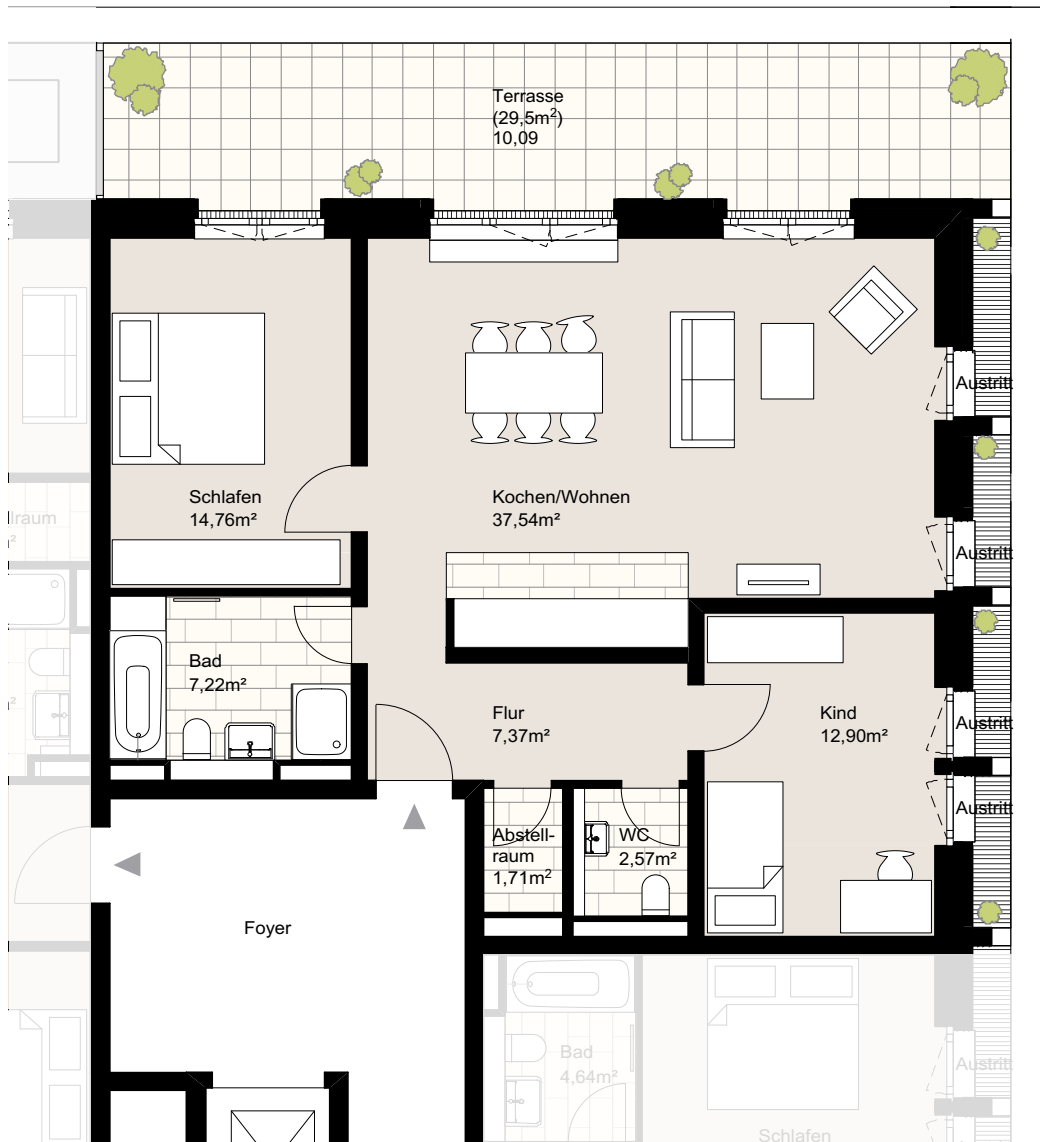 Terrasse
(29,5m²)
10,09
Austritt
Schlafen
14,76m²
Kochen/Wohnen
37,54m²
lraum
Austritt
Bad
7,22m²
Flur
7,37m²
Kind
12,90m²
Austritt
Austritt
Abstell-
raum
1,71m²
WC
2,57m²
Foyer
Bad
4,64m²
Austritt
Schlafen